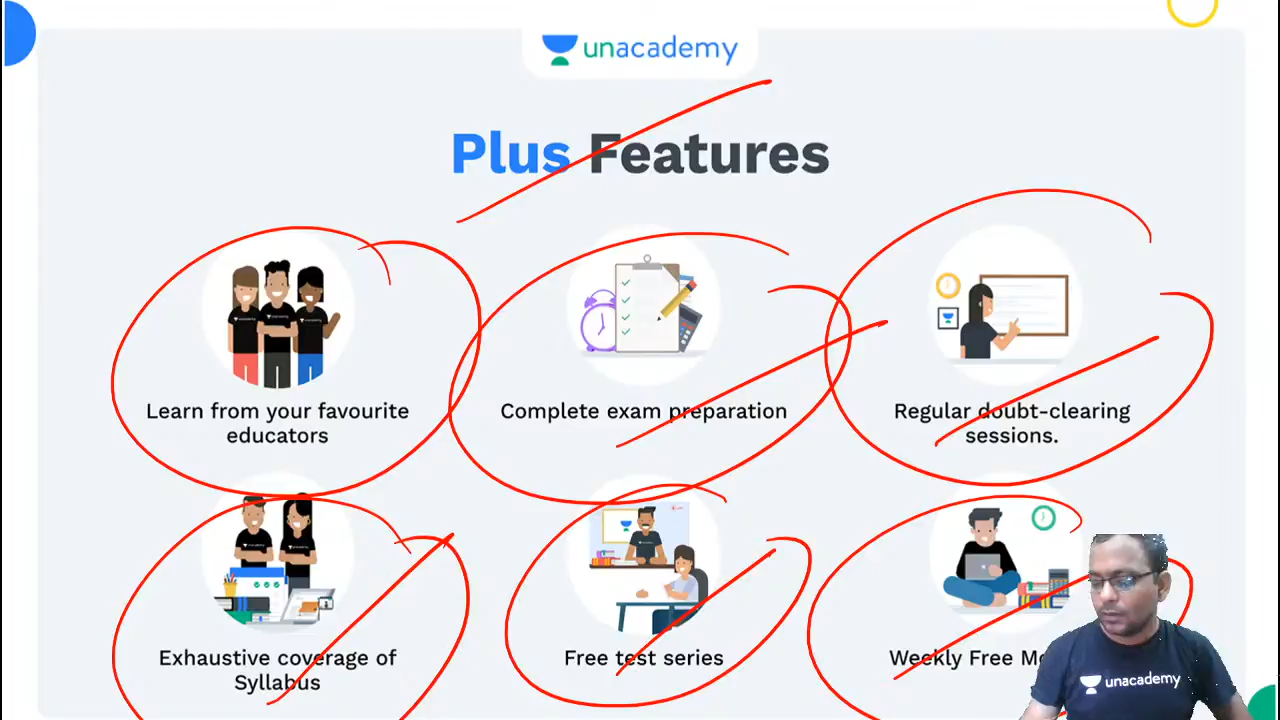 unacademy
Plus Features
Learn from your favourite
educators
Complete exam preparation
Regular doubt-clearing
sessions.
Exhaustive coverage of
Syllabus
Free test series
Weekly Free
unacademy